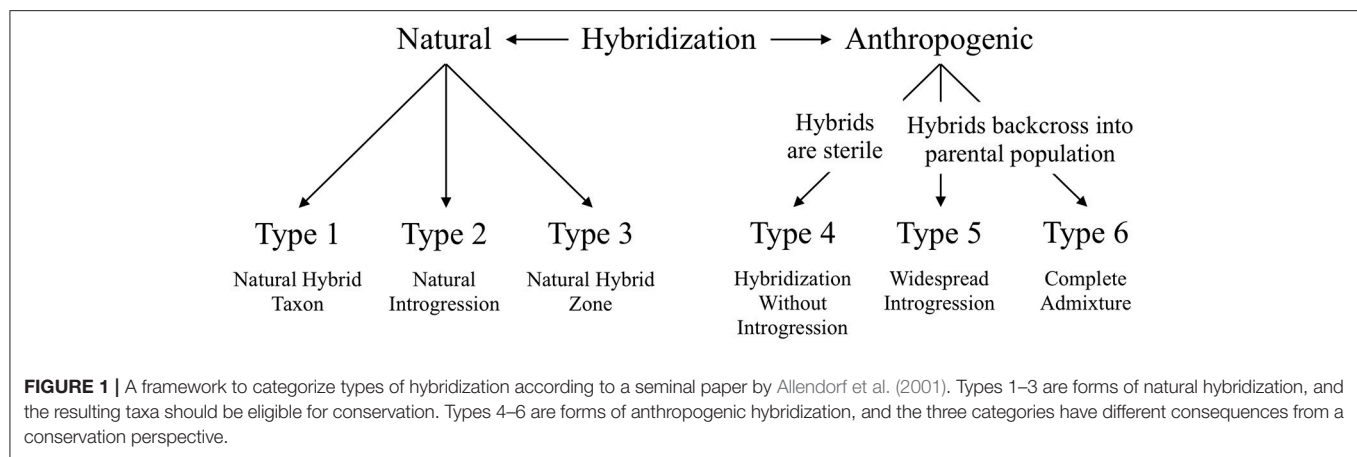 Natural Hybridization Anthropogenic
Hybrids
are sterile
Hybrids backcross into
parental population
Type 1
Natural Hybrid
Taxon
Type 2
Natural
Introgression
Type 3
Natural Hybrid
Zone
Type 4
Hybridization
Without
Introgression
Type 5
Widespread
Introgression
Type 6
Complete
Admixture
FIGURE 1 | A framework to categorize types of hybridization according to a seminal paper by Allendorf et al. (2001). Types 1–3 are forms of natural hybridization, and
the resulting taxa should be eligible for conservation. Types 4–6 are forms of anthropogenic hybridization, and the three categories have different consequences from a
conservation perspective.